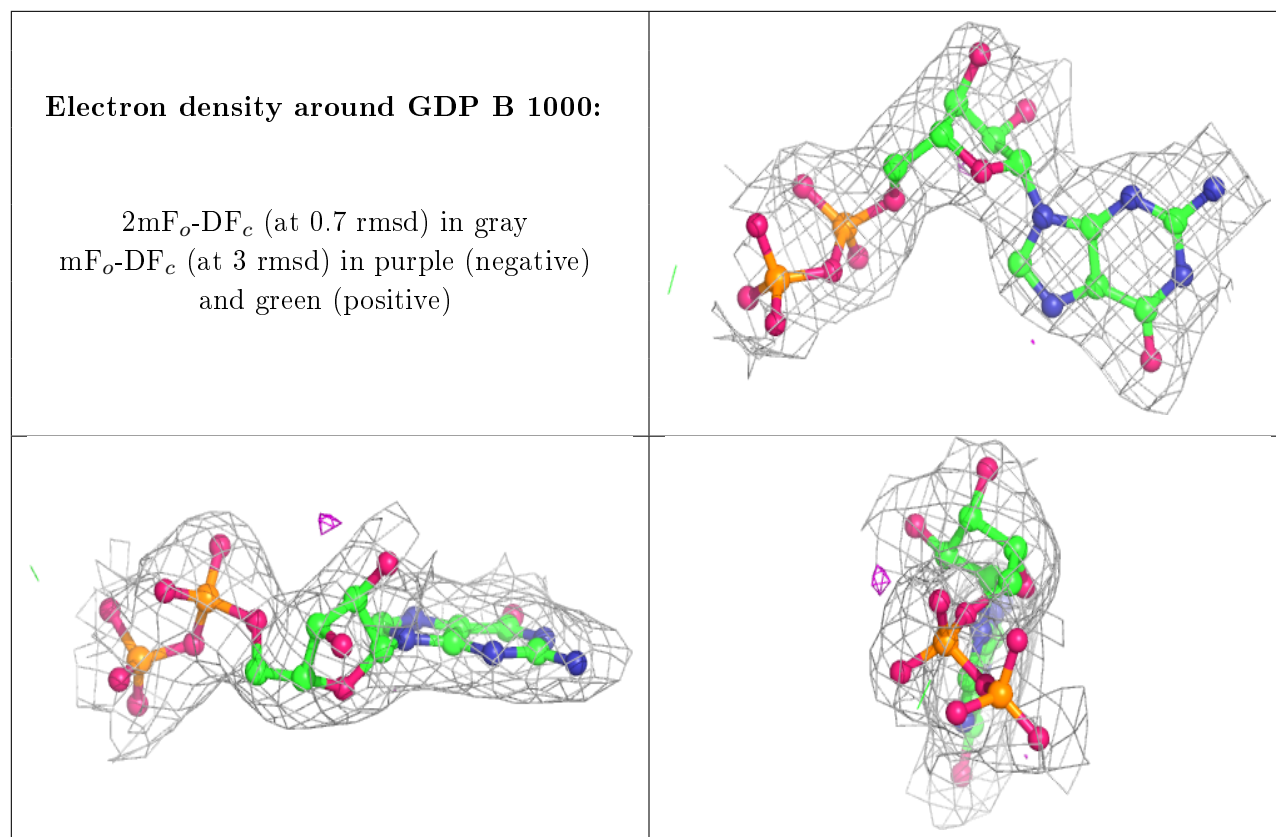 Electron density around GDP B 1000:
2mFₒ-DF𝒸 (at 0.7 rmsd) in gray
mFₒ-DF𝒸 (at 3 rmsd) in purple (negative)
and green (positive)